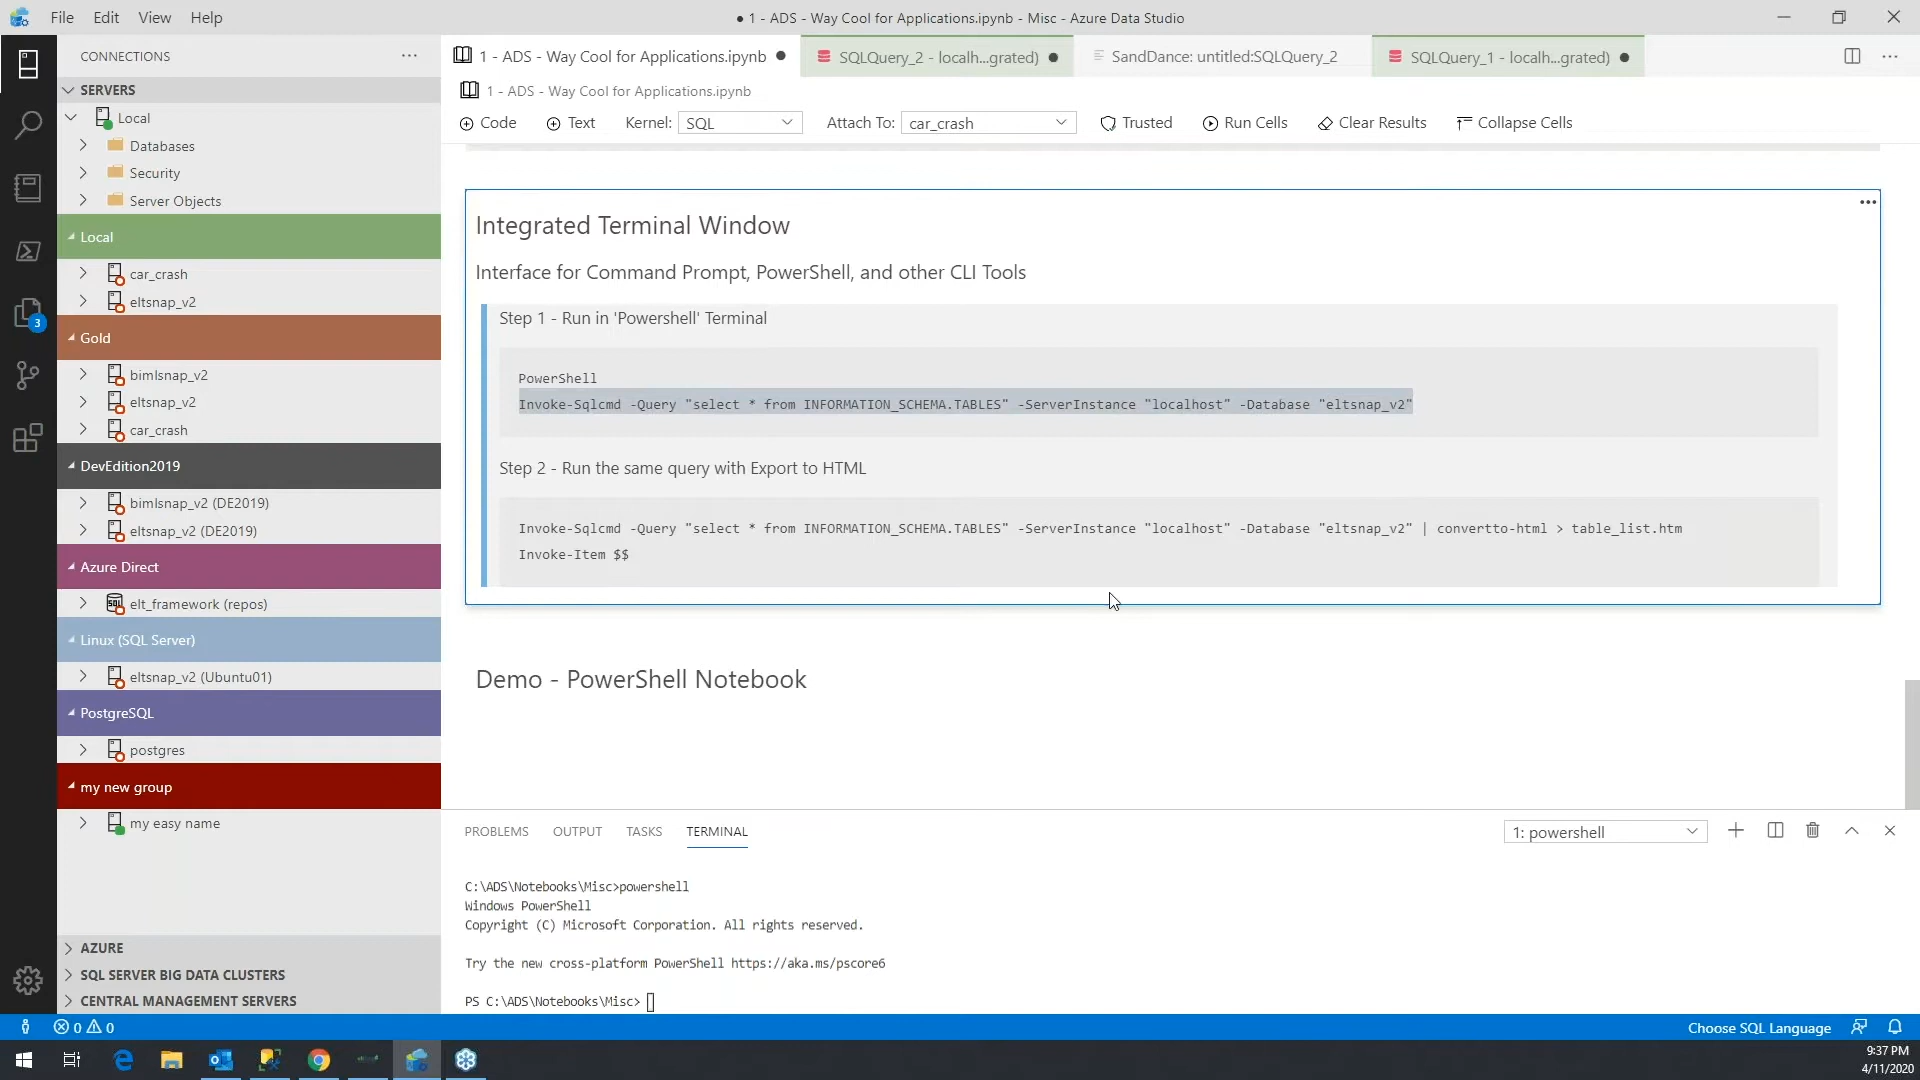 File Edit View Help
● 1 - ADS - Way Cool for Applications.ipynb - Misc - Azure Data Studio
CONNECTIONS
SERVERS
Local
Databases
Security
Server Objects
Local
car_crash
eltsnap_v2
Gold
bimlsnap_v2
eltsnap_v2
car_crash
DevEdition2019
bimlsnap_v2 (DE2019)
eltsnap_v2 (DE2019)
Azure Direct
elt_framework (repos)
Linux (SQL Server)
eltsnap_v2 (Ubuntu01)
PostgreSQL
postgres
my new group
my easy name
AZURE
SQL SERVER BIG DATA CLUSTERS
CENTRAL MANAGEMENT SERVERS
3
1 - ADS - Way Cool for Applications.ipynb ●
SQLQuery_2 - localh...grated) ●
SandDance: untitled:SQLQuery_2
SQLQuery_1 - localh...grated) ●
1 - ADS - Way Cool for Applications.ipynb
Code Text Kernel: SQL Attach To: car_crash Trusted Run Cells Clear Results Collapse Cells
Integrated Terminal Window
Interface for Command Prompt, PowerShell, and other CLI Tools
Step 1 - Run in 'Powershell' Terminal
PowerShell
Invoke-Sqlcmd -Query "select * from INFORMATION_SCHEMA.TABLES" -ServerInstance "localhost" -Database "eltsnap_v2"
Step 2 - Run the same query with Export to HTML
Invoke-Sqlcmd -Query "select * from INFORMATION_SCHEMA.TABLES" -ServerInstance "localhost" -Database "eltsnap_v2" | convertto-html > table_list.htm
Invoke-Item $$
Demo - PowerShell Notebook
PROBLEMS OUTPUT TASKS TERMINAL
1: powershell
C:\ADS\Notebooks\Misc>powershell
Windows PowerShell
Copyright (C) Microsoft Corporation. All rights reserved.
Try the new cross-platform PowerShell https://aka.ms/pscore6
PS C:\ADS\Notebooks\Misc>
0 0
Choose SQL Language
9:37 PM
4/11/2020